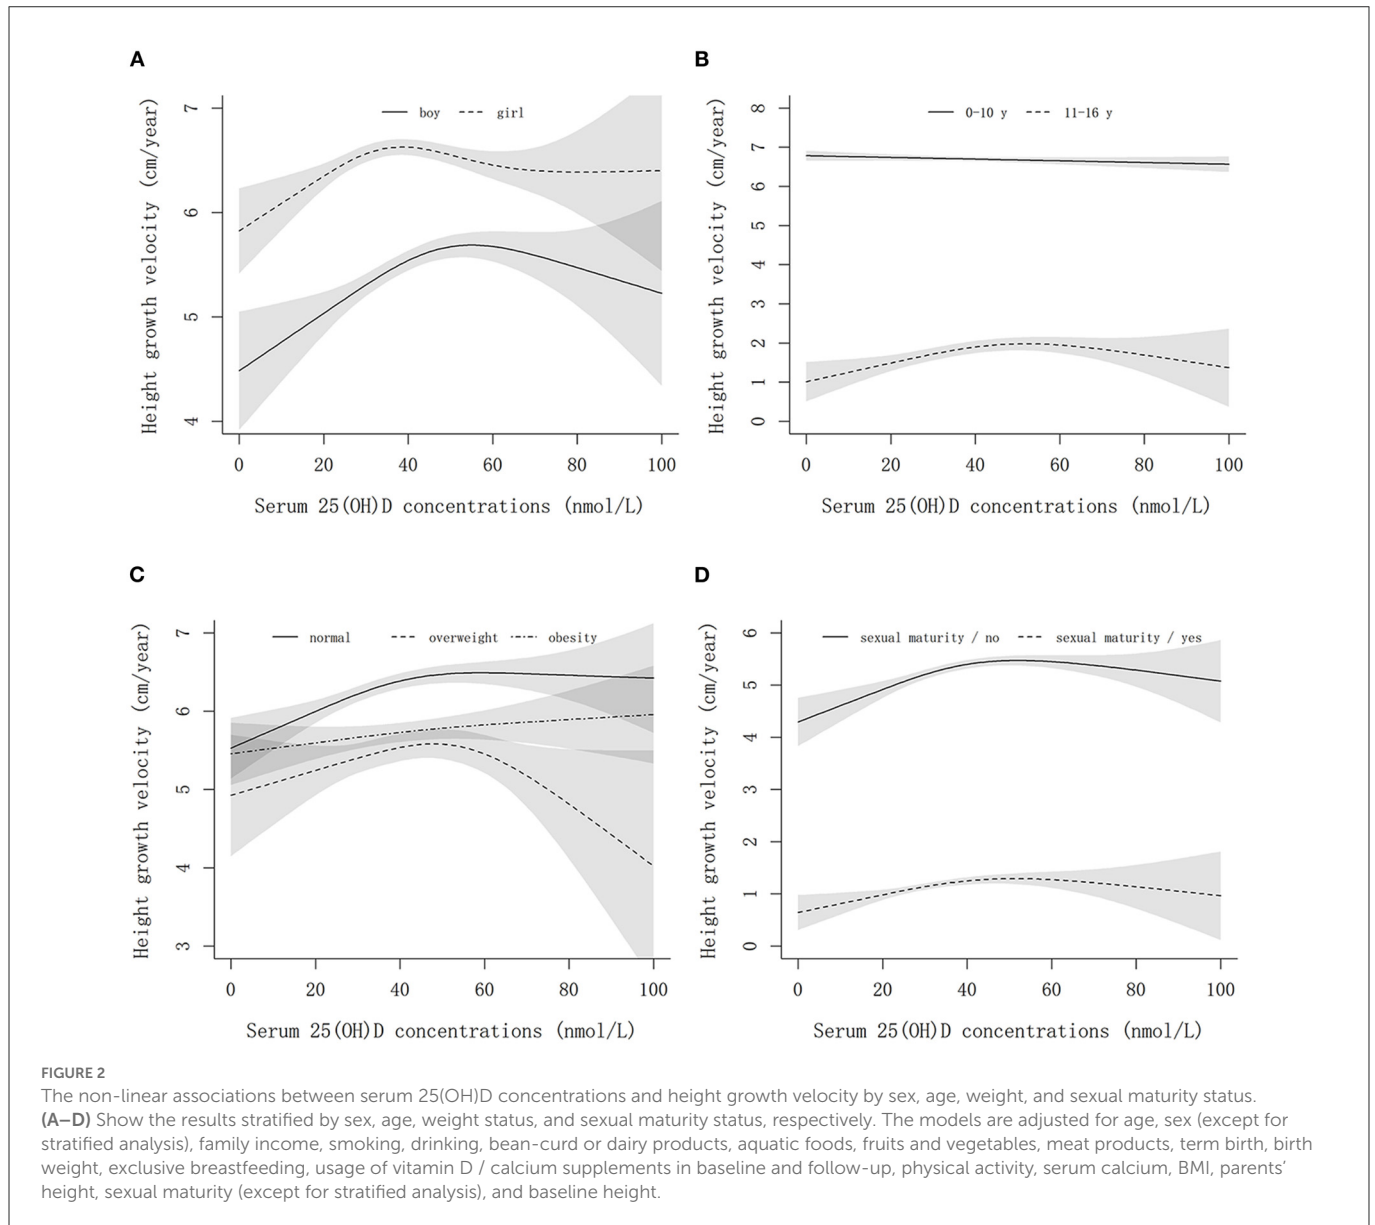 A
boy
girl
Height growth velocity (cm/year)
7
6
5
4
0 20 40 60 80 100
Serum 25(OH)D concentrations (nmol/L)
B
0-10 y
11-16 y
Height growth velocity (cm/year)
8
7
6
5
4
3
2
1
0
0 20 40 60 80 100
Serum 25(OH)D concentrations (nmol/L)
C
normal
overweight
obesity
Height growth velocity (cm/year)
7
6
5
4
3
0 20 40 60 80 100
Serum 25(OH)D concentrations (nmol/L)
D
sexual maturity / no
sexual maturity / yes
Height growth velocity (cm/year)
6
5
4
3
2
1
0
0 20 40 60 80 100
Serum 25(OH)D concentrations (nmol/L)
FIGURE 2
The non-linear associations between serum 25(OH)D concentrations and height growth velocity by sex, age, weight, and sexual maturity status.
(A–D) Show the results stratified by sex, age, weight status, and sexual maturity status, respectively. The models are adjusted for age, sex (except for
stratified analysis), family income, smoking, drinking, bean-curd or dairy products, aquatic foods, fruits and vegetables, meat products, term birth, birth
weight, exclusive breastfeeding, usage of vitamin D / calcium supplements in baseline and follow-up, physical activity, serum calcium, BMI, parents'
height, sexual maturity (except for stratified analysis), and baseline height.